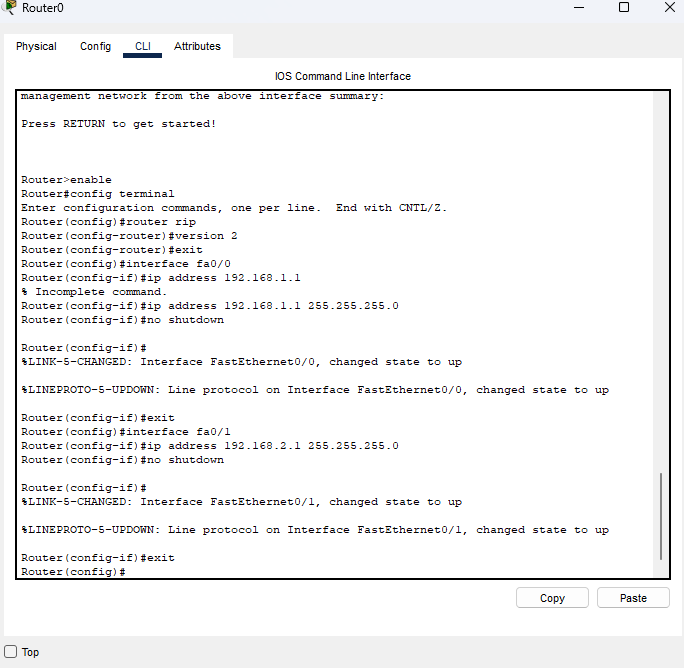 Router0
Physical Config CLI Attributes
IOS Command Line Interface
management network from the above interface summary:
Press RETURN to get started!
Router>enable
Router#config terminal
Enter configuration commands, one per line.  End with CNTL/Z.
Router(config)#router rip
Router(config-router)#version 2
Router(config-router)#exit
Router(config)#interface fa0/0
Router(config-if)#ip address 192.168.1.1
% Incomplete command.
Router(config-if)#ip address 192.168.1.1 255.255.255.0
Router(config-if)#no shutdown
Router(config-if)#
%LINK-5-CHANGED: Interface FastEthernet0/0, changed state to up
%LINEPROTO-5-UPDOWN: Line protocol on Interface FastEthernet0/0, changed state to up
Router(config-if)#exit
Router(config)#interface fa0/1
Router(config-if)#ip address 192.168.2.1 255.255.255.0
Router(config-if)#no shutdown
Router(config-if)#
%LINK-5-CHANGED: Interface FastEthernet0/1, changed state to up
%LINEPROTO-5-UPDOWN: Line protocol on Interface FastEthernet0/1, changed state to up
Router(config-if)#exit
Router(config)#
Copy Paste
Top